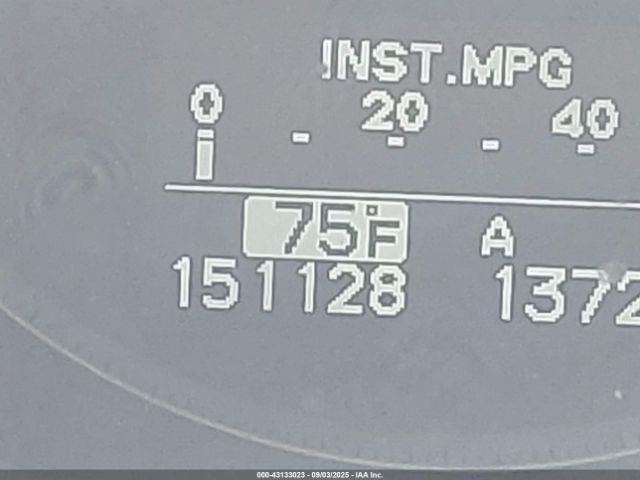 INST.MPG
0 20 40
75°F A
151128 1372
000-43133023 - 09/03/2025 - IAA Inc.